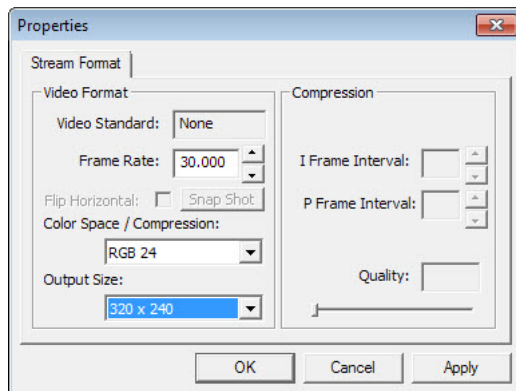 Properties
Stream Format
Video Format
Video Standard: None
Frame Rate: 30.000
Flip Horizontal: Snap Shot
Color Space / Compression:
RGB 24
Output Size:
320 x 240
Compression
I Frame Interval:
P Frame Interval:
Quality:
OK Cancel Apply